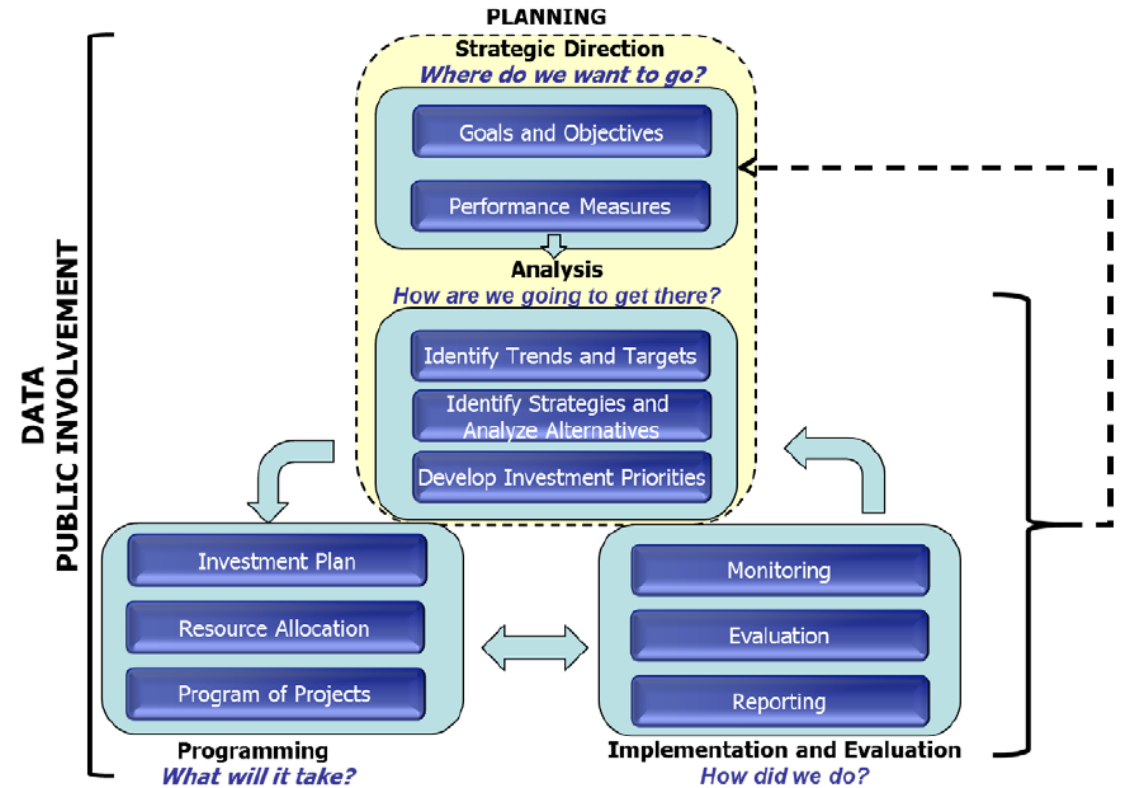 PLANNING
Strategic Direction
Where do we want to go?
Goals and Objectives
Performance Measures
Analysis
How are we going to get there?
Identify Trends and Targets
Identify Strategies and
Analyze Alternatives
Develop Investment Priorities
DATA
PUBLIC INVOLVEMENT
Investment Plan
Resource Allocation
Program of Projects
Programming
What will it take?
Monitoring
Evaluation
Reporting
Implementation and Evaluation
How did we do?